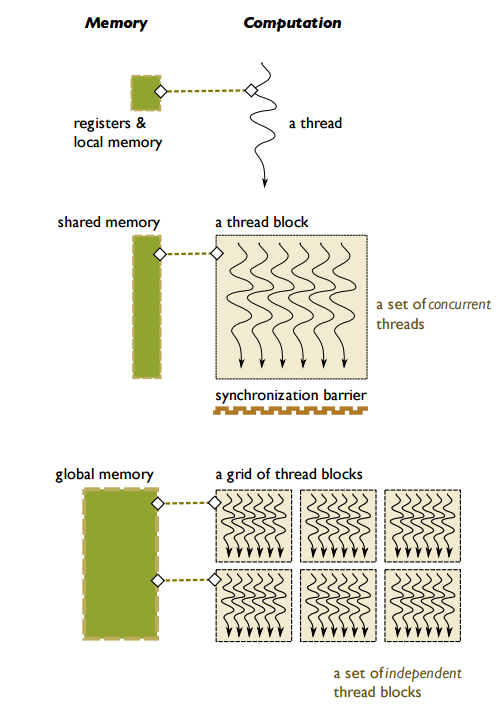 Memory
Computation
registers &
local memory
a thread
shared memory
a thread block
a set of concurrent
threads
synchronization barrier
global memory
a grid of thread blocks
a set of independent
thread blocks